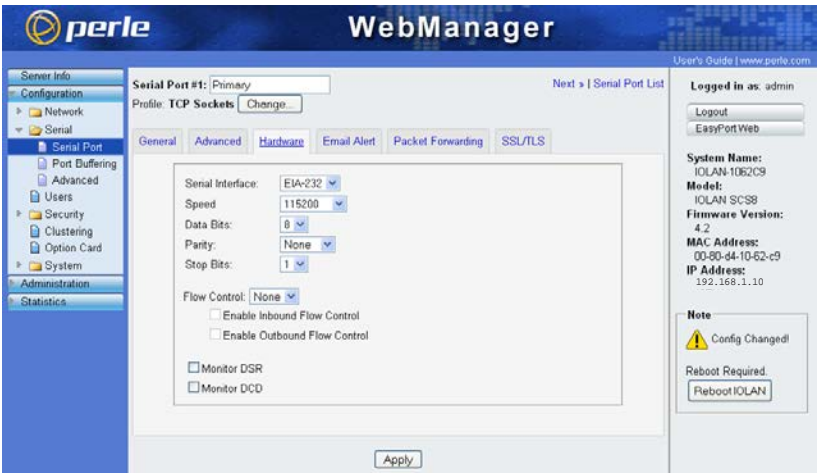 perle
WebManager
User's Guide | www.perle.com
Server Info
Configuration
Network
Serial
Serial Port
Port Buffering
Advanced
Users
Security
Clustering
Option Card
System
Administration
Statistics
Serial Port #1: Primary
Next » | Serial Port List
Profile: TCP Sockets Change...
General Advanced Hardware Email Alert Packet Forwarding SSL/TLS
Serial Interface: EIA-232
Speed 115200
Data Bits: 8
Parity: None
Stop Bits: 1
Flow Control: None
Enable Inbound Flow Control
Enable Outbound Flow Control
Monitor DSR
Monitor DCD
Apply
Logged in as: admin
Logout
EasyPort Web
System Name:
IOLAN-1062C9
Model:
IOLAN SCS8
Firmware Version:
4.2
MAC Address:
00-80-d4-10-62-c9
IP Address:
192.168.1.10
Note
Config Changed!
Reboot Required.
Reboot IOLAN